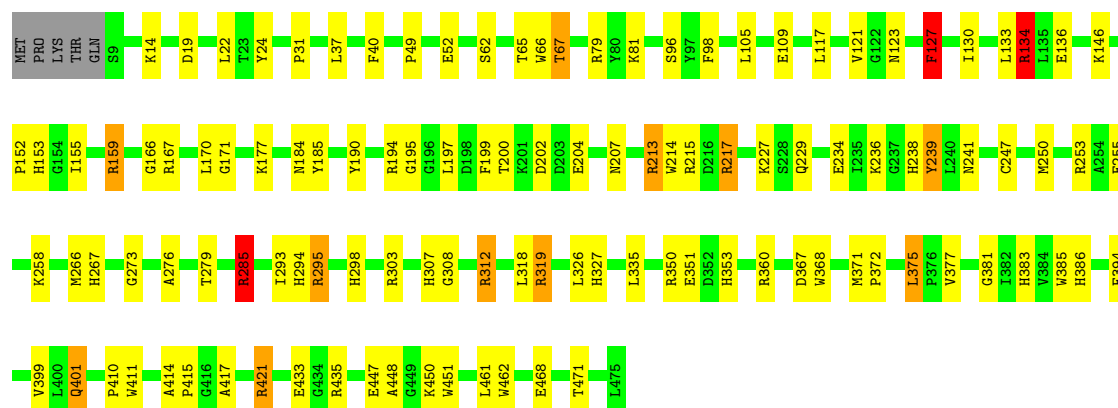 MET PRO LYS THR GLN S9 K14 D19 L22 T23 Y24 P31 L37 F40 P49 E52 S62 T65 W66 T67 R79 Y80 K81 S96 Y97 F98 L105 E109 L117 V121 G122 N123 F127 I130 L133 R134 L135 E136 K146
P152 H153 G154 I155 R159 G166 R167 L170 G171 K177 N184 Y185 Y190 R194 G195 G196 L197 D198 F199 T200 K201 D202 D203 E204 N207 R213 W214 R215 D216 R217 K227 S228 Q229 E234 I235 K236 G237 H238 Y239 L240 N241 C247 M250 R253 A254
K258 M266 H267 G273 A276 T279 R285 I293 H294 R295 H298 R303 H307 G308 R312 L318 R319 L326 H327 L335 R350 E351 D352 H353 R360 D367 W368 M371 P372 L375 P376 V377 G381 I382 H383 V384 W385 H386
V399 L400 Q401 P410 W411 A414 P415 G416 A417 R421 E433 G434 R435 E447 A448 G449 K450 W451 L461 W462 E468 T471 L475